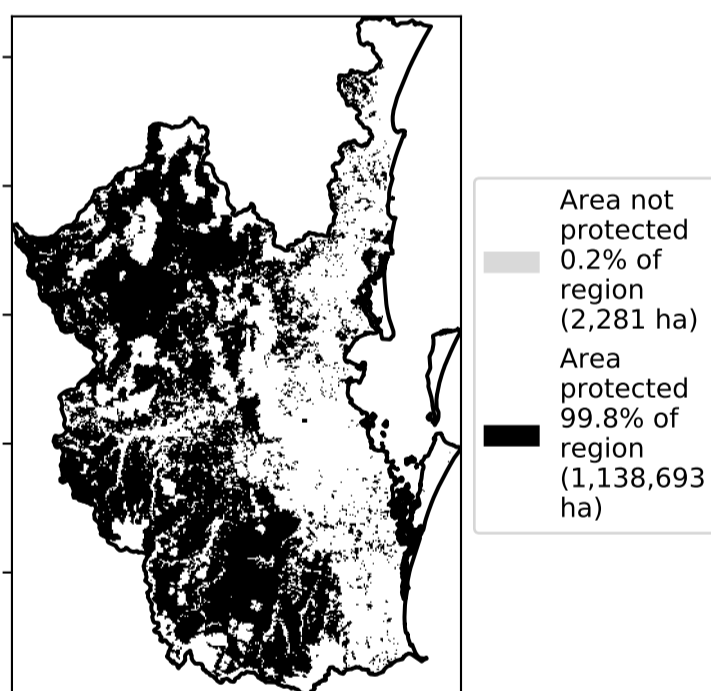 Area not
protected
0.2% of
region
(2,281 ha)
Area
protected
99.8% of
region
(1,138,693
ha)